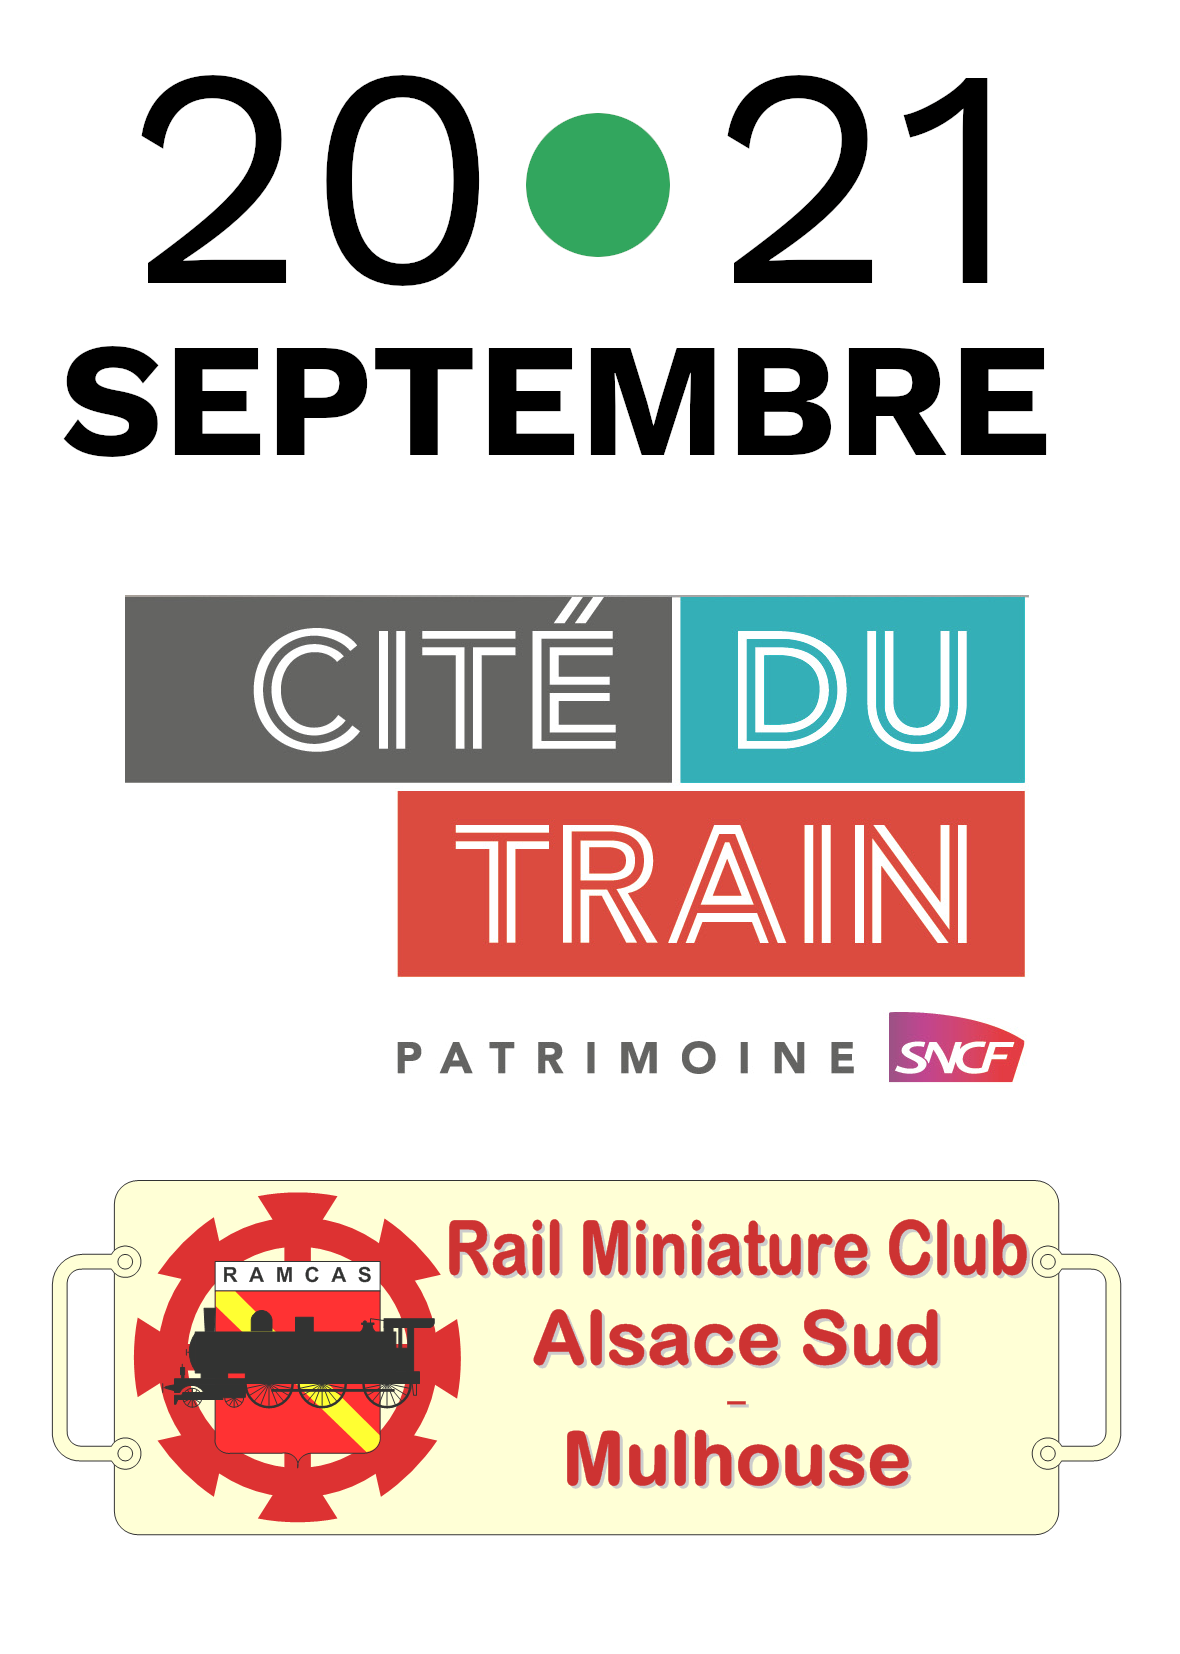 20 • 21
SEPTEMBRE
CITÉ DU
TRAIN
PATRIMOINE SNCF
RAMCAS
Rail Miniature Club
Alsace Sud
–
Mulhouse